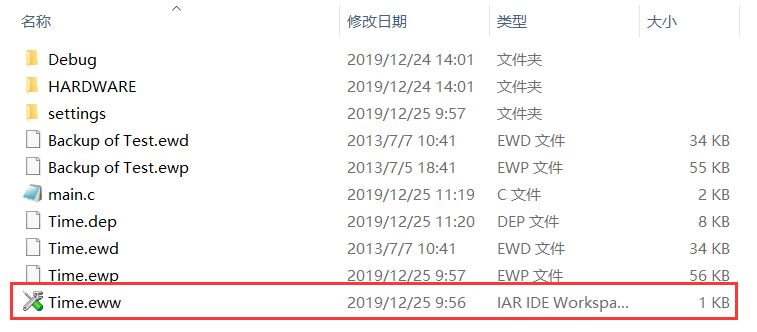 名称 修改日期 类型 大小
Debug 2019/12/24 14:01 文件夹
HARDWARE 2019/12/24 14:01 文件夹
settings 2019/12/25 9:57 文件夹
Backup of Test.ewd 2013/7/7 10:41 EWD 文件 34 KB
Backup of Test.ewp 2013/7/5 18:41 EWP 文件 55 KB
main.c 2019/12/25 11:19 C 文件 2 KB
Time.dep 2019/12/25 11:20 DEP 文件 8 KB
Time.ewd 2013/7/7 10:41 EWD 文件 34 KB
Time.ewp 2019/12/25 9:57 EWP 文件 56 KB
Time.eww 2019/12/25 9:56 IAR IDE Workspa... 1 KB